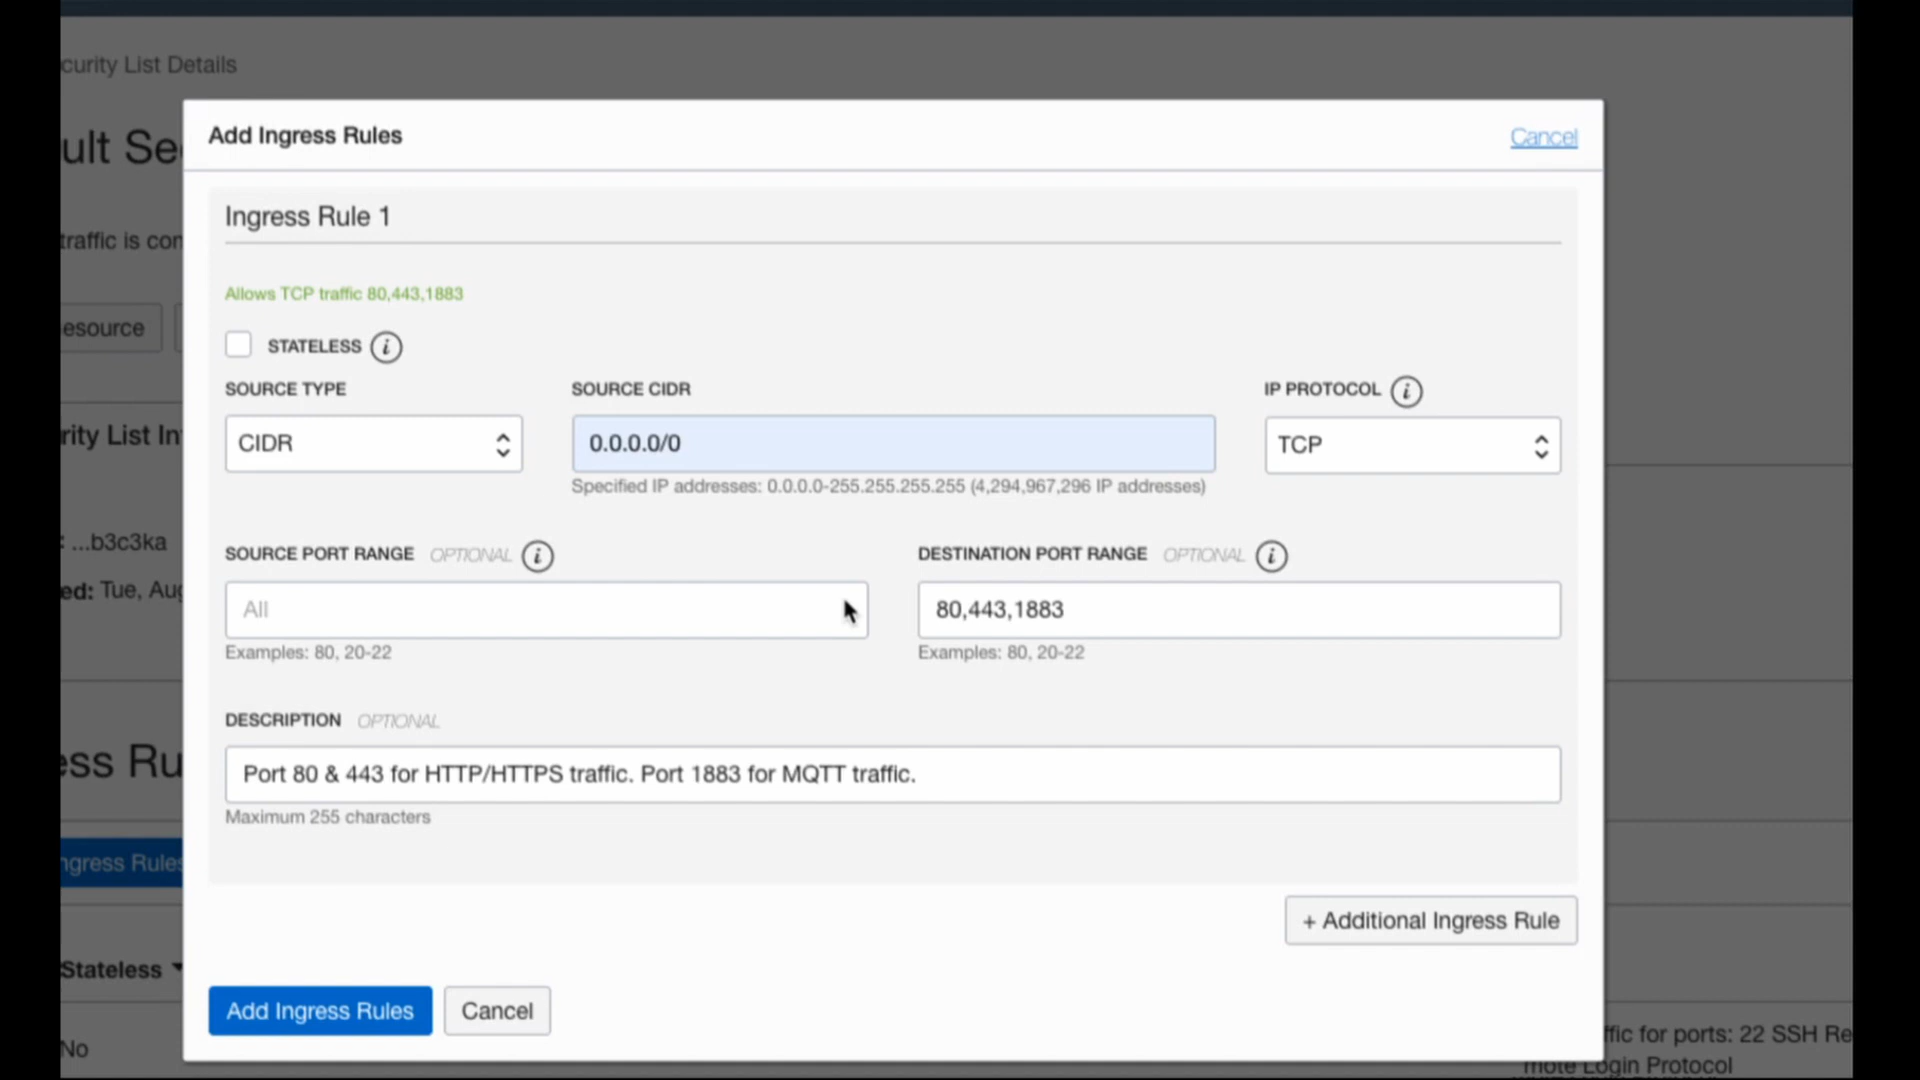 curity List Details
ult Se
traffic is con
esource
rity List In
: ...b3c3ka
ed: Tue, Aug
ess Ru
ngress Rules
Stateless
No
Add Ingress Rules
Cancel
Ingress Rule 1
Allows TCP traffic 80,443,1883
STATELESS i
SOURCE TYPE
CIDR
SOURCE CIDR
0.0.0.0/0
Specified IP addresses: 0.0.0.0-255.255.255.255 (4,294,967,296 IP addresses)
IP PROTOCOL i
TCP
SOURCE PORT RANGE OPTIONAL i
All
Examples: 80, 20-22
DESTINATION PORT RANGE OPTIONAL i
80,443,1883
Examples: 80, 20-22
DESCRIPTION OPTIONAL
Port 80 & 443 for HTTP/HTTPS traffic. Port 1883 for MQTT traffic.
Maximum 255 characters
+ Additional Ingress Rule
Add Ingress Rules
Cancel
ffic for ports: 22 SSH Re
mote Login Protocol